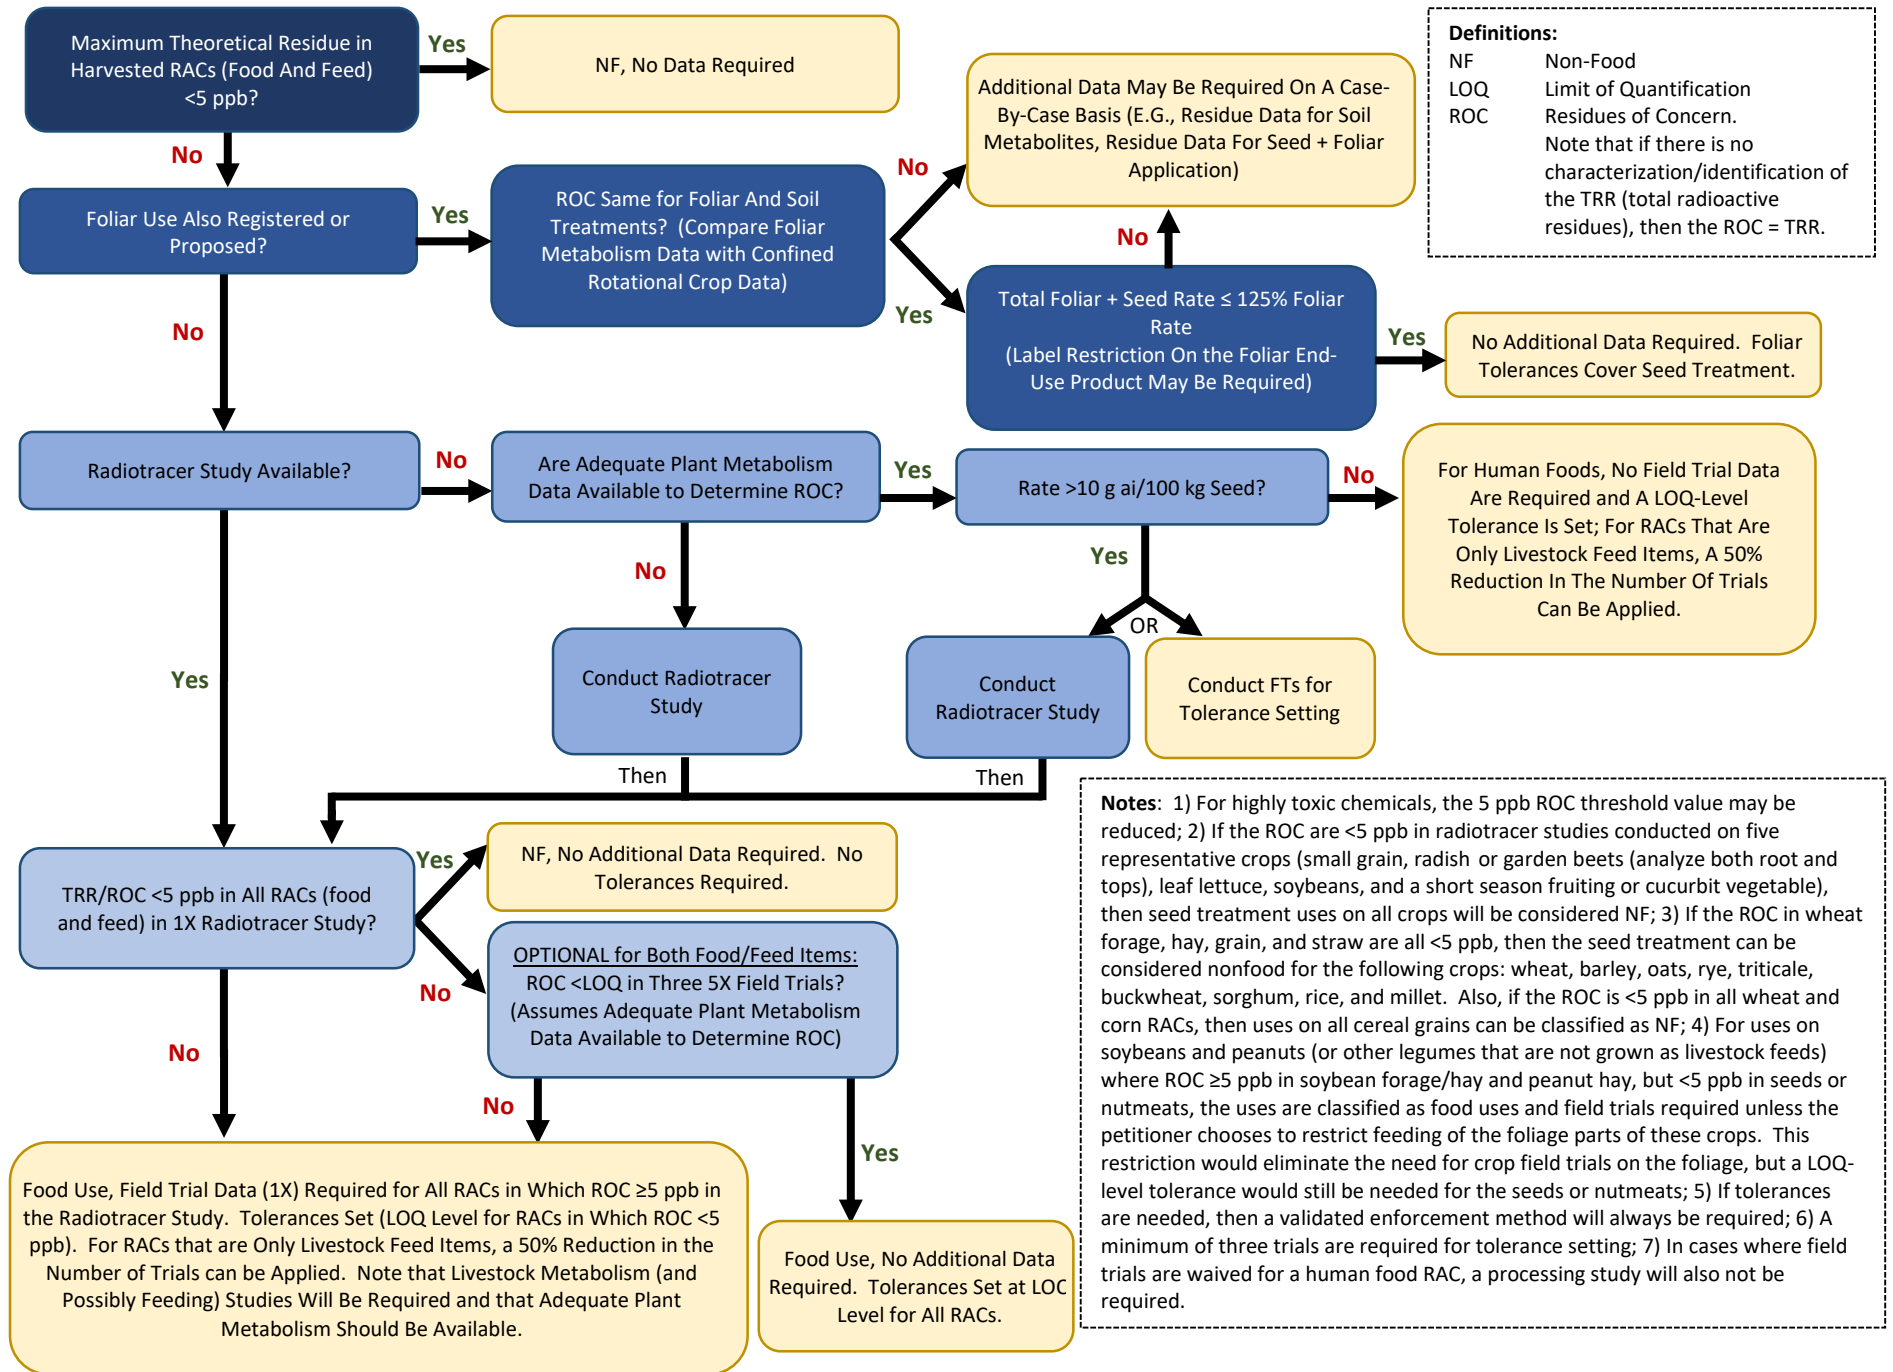 Maximum Theoretical Residue in
Harvested RACs (Food And Feed)
<5 ppb?
Yes
NF, No Data Required
No
Definitions:
NF Non-Food
LOQ Limit of Quantification
ROC Residues of Concern.
Note that if there is no
characterization/identification of
the TRR (total radioactive
residues), then the ROC = TRR.
Foliar Use Also Registered or
Proposed?
Yes
ROC Same for Foliar And Soil
Treatments? (Compare Foliar
Metabolism Data with Confined
Rotational Crop Data)
No
Additional Data May Be Required On A Case-
By-Case Basis (E.G., Residue Data for Soil
Metabolites, Residue Data For Seed + Foliar
Application)
No
Yes
Total Foliar + Seed Rate ≤ 125% Foliar
Rate
(Label Restriction On the Foliar End-
Use Product May Be Required)
Yes
No Additional Data Required. Foliar
Tolerances Cover Seed Treatment.
No
Radiotracer Study Available?
No
Are Adequate Plant Metabolism
Data Available to Determine ROC?
Yes
Rate >10 g ai/100 kg Seed?
No
For Human Foods, No Field Trial Data
Are Required and A LOQ-Level
Tolerance Is Set; For RACs That Are
Only Livestock Feed Items, A 50%
Reduction In The Number Of Trials
Can Be Applied.
Yes
No
Yes
OR
Conduct Radiotracer
Study
Conduct
Radiotracer Study
Conduct FTs for
Tolerance Setting
Then
Then
TRR/ROC <5 ppb in All RACs (food
and feed) in 1X Radiotracer Study?
Yes
NF, No Additional Data Required. No
Tolerances Required.
No
OPTIONAL for Both Food/Feed Items:
ROC <LOQ in Three 5X Field Trials?
(Assumes Adequate Plant Metabolism
Data Available to Determine ROC)
No
No
Yes
Food Use, Field Trial Data (1X) Required for All RACs in Which ROC ≥5 ppb in
the Radiotracer Study. Tolerances Set (LOQ Level for RACs in Which ROC <5
ppb). For RACs that are Only Livestock Feed Items, a 50% Reduction in the
Number of Trials can be Applied. Note that Livestock Metabolism (and
Possibly Feeding) Studies Will Be Required and that Adequate Plant
Metabolism Should Be Available.
Food Use, No Additional Data
Required. Tolerances Set at LOC
Level for All RACs.
Notes: 1) For highly toxic chemicals, the 5 ppb ROC threshold value may be
reduced; 2) If the ROC are <5 ppb in radiotracer studies conducted on five
representative crops (small grain, radish or garden beets (analyze both root and
tops), leaf lettuce, soybeans, and a short season fruiting or cucurbit vegetable),
then seed treatment uses on all crops will be considered NF; 3) If the ROC in wheat
forage, hay, grain, and straw are all <5 ppb, then the seed treatment can be
considered nonfood for the following crops: wheat, barley, oats, rye, triticale,
buckwheat, sorghum, rice, and millet. Also, if the ROC is <5 ppb in all wheat and
corn RACs, then uses on all cereal grains can be classified as NF; 4) For uses on
soybeans and peanuts (or other legumes that are not grown as livestock feeds)
where ROC ≥5 ppb in soybean forage/hay and peanut hay, but <5 ppb in seeds or
nutmeats, the uses are classified as food uses and field trials required unless the
petitioner chooses to restrict feeding of the foliage parts of these crops. This
restriction would eliminate the need for crop field trials on the foliage, but a LOQ-
level tolerance would still be needed for the seeds or nutmeats; 5) If tolerances
are needed, then a validated enforcement method will always be required; 6) A
minimum of three trials are required for tolerance setting; 7) In cases where field
trials are waived for a human food RAC, a processing study will also not be
required.